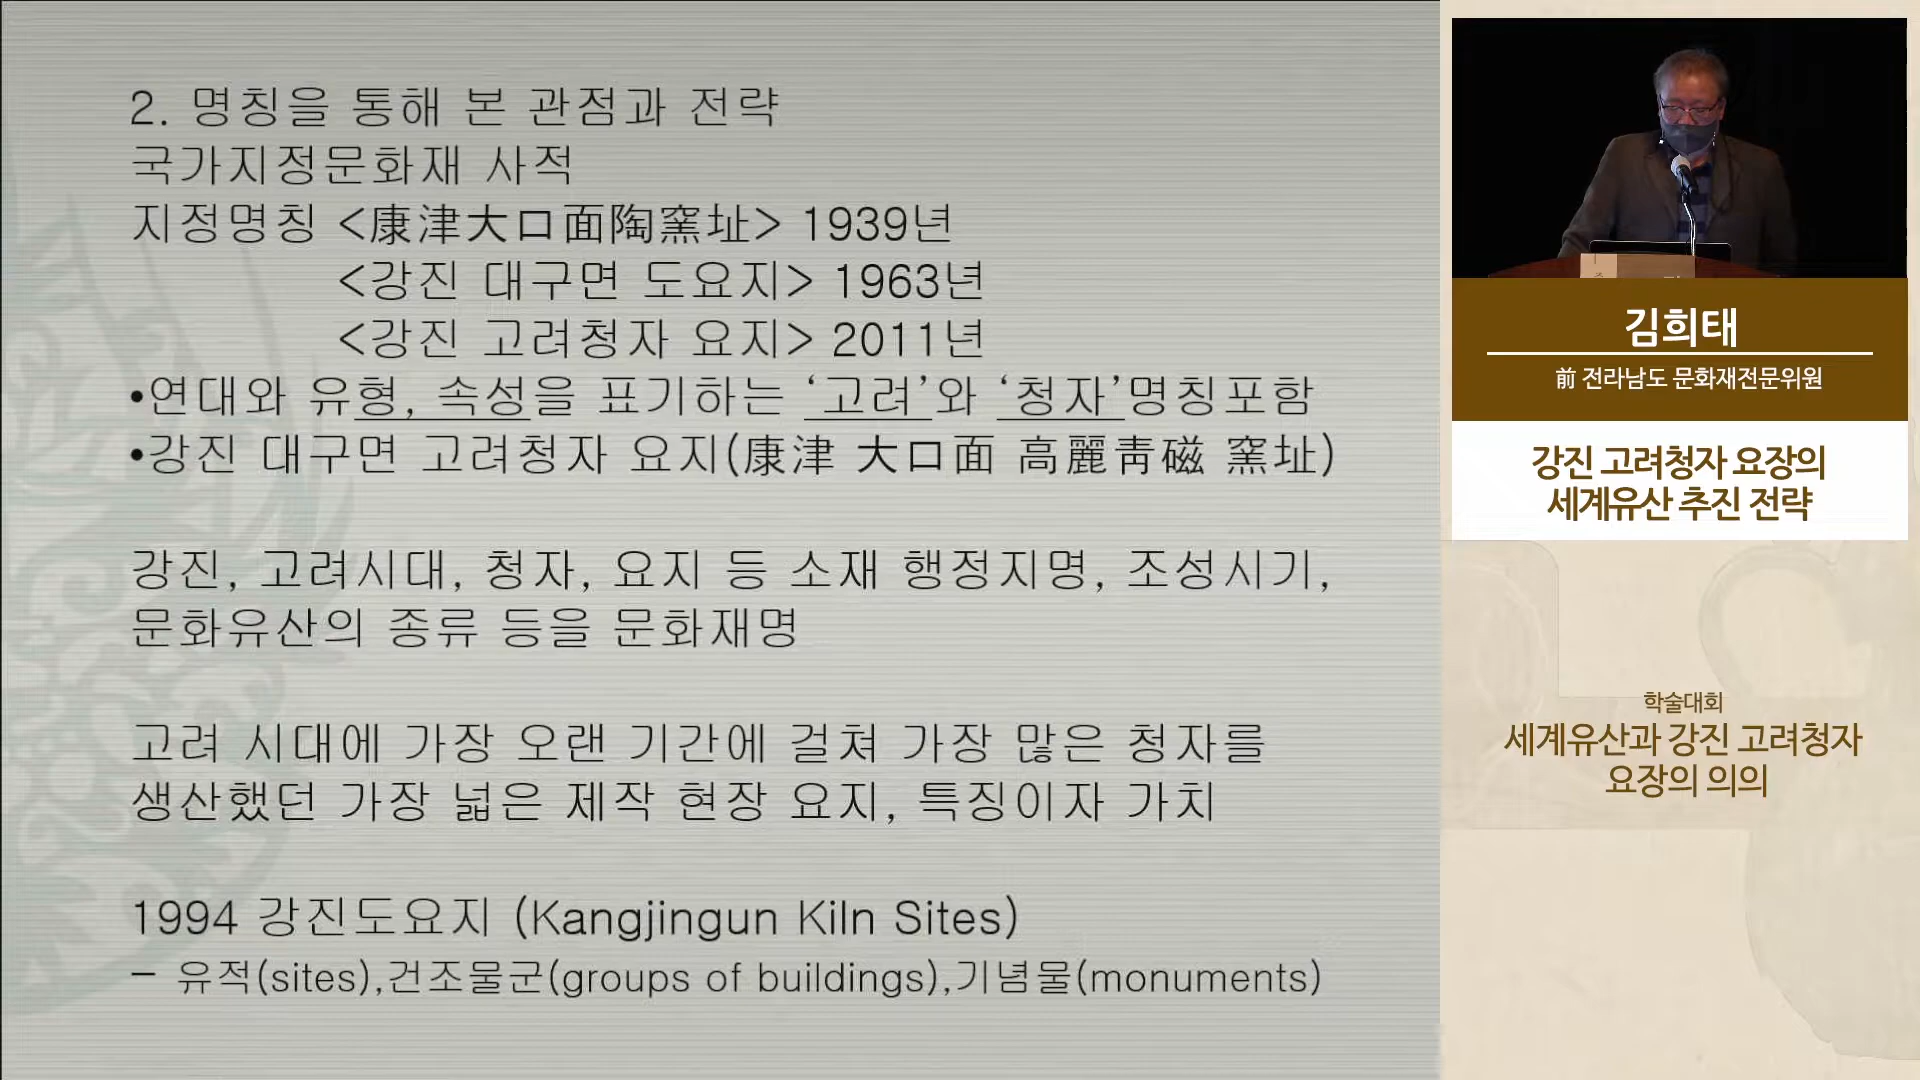 2. 명칭을 통해 본 관점과 전략
국가지정문화재 사적
지정명칭 <康津大口面陶窯址> 1939년
<강진 대구면 도요지> 1963년
<강진 고려청자 요지> 2011년
•연대와 유형, 속성을 표기하는 ‘고려’와 ‘청자’명칭포함
•강진 대구면 고려청자 요지(康津 大口面 高麗靑磁 窯址)
강진, 고려시대, 청자, 요지 등 소재 행정지명, 조성시기,
문화유산의 종류 등을 문화재명
고려 시대에 가장 오랜 기간에 걸쳐 가장 많은 청자를
생산했던 가장 넓은 제작 현장 요지, 특징이자 가치
1994 강진도요지 (Kangjingun Kiln Sites)
- 유적(sites),건조물군(groups of buildings),기념물(monuments)
김희태
前 전라남도 문화재전문위원
강진 고려청자 요장의
세계유산 추진 전략
학술대회
세계유산과 강진 고려청자
요장의 의의